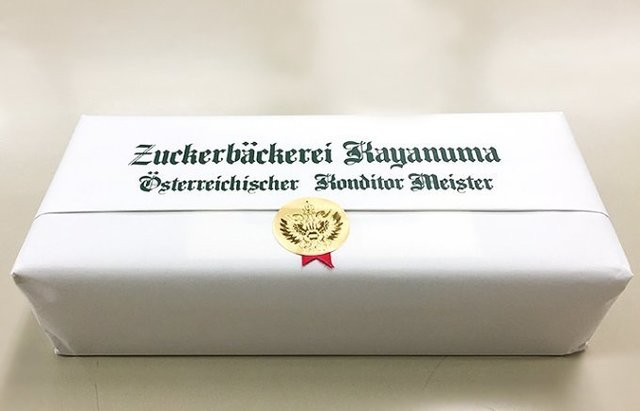 Zuckerbäckerei Kayanuma
Österreichischer Konditor Meister